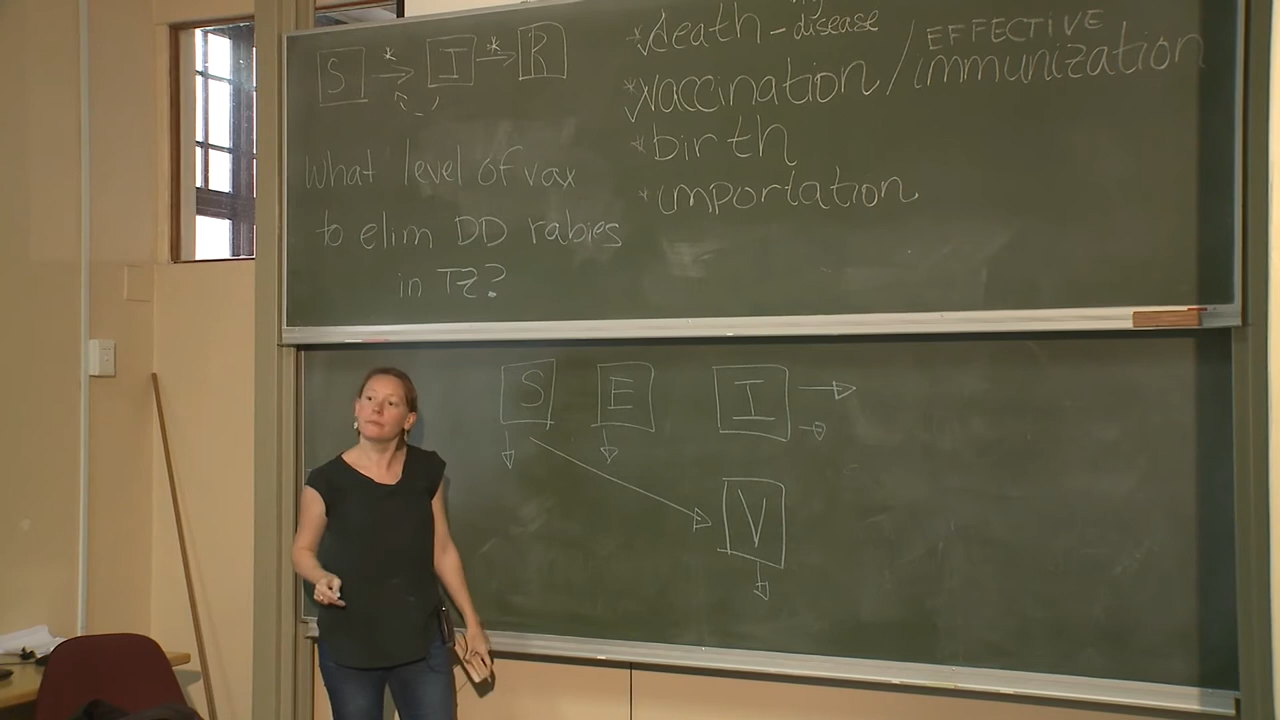 S * I * R
What level of vax
to elim DD rabies
in TZ?
* death - disease
* vaccination / EFFECTIVE immunization
* birth
* importation
S E I
V